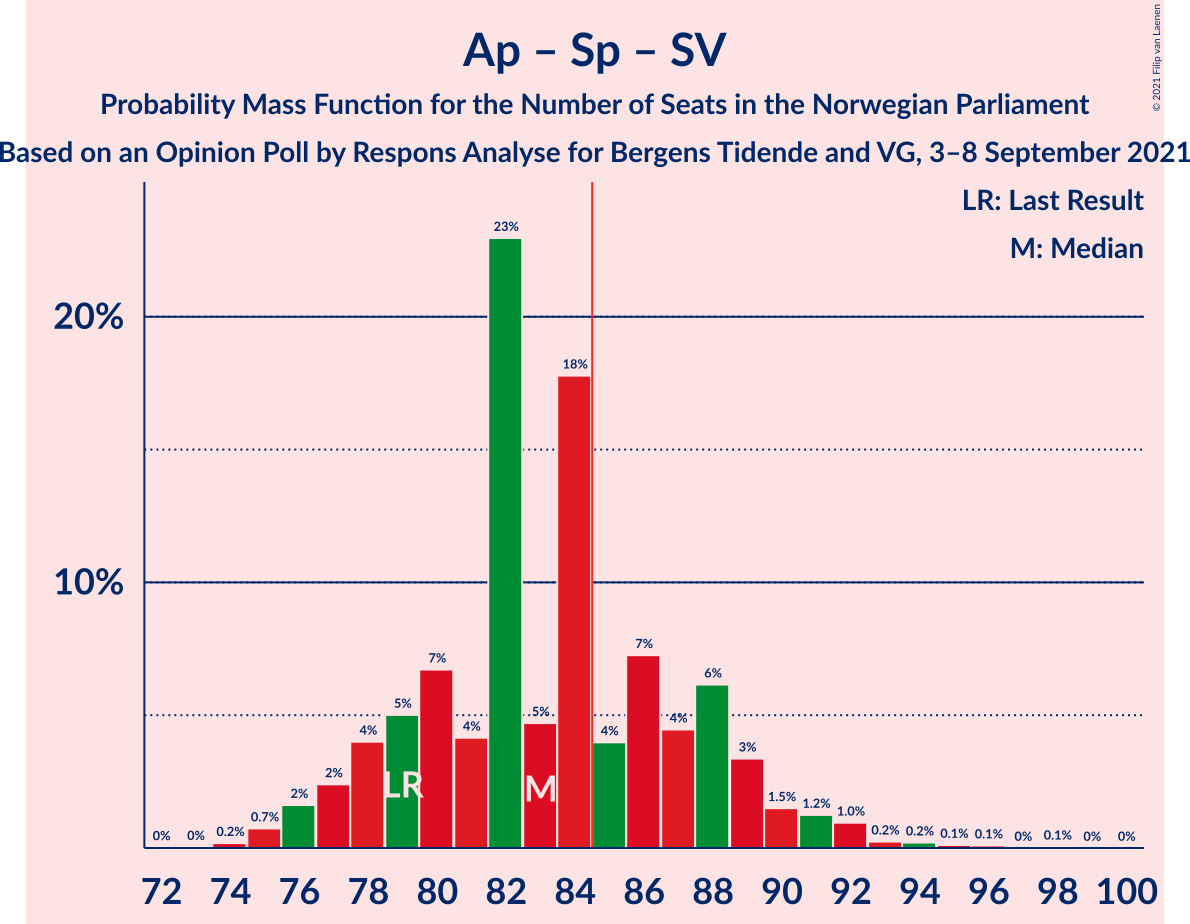 Ap – Sp – SV
Probability Mass Function for the Number of Seats in the Norwegian Parliament
Based on an Opinion Poll by Respons Analyse for Bergens Tidende and VG, 3–8 September 2021
© 2021 Filip van Laenen
LR: Last Result
M: Median
20%
10%
0% 0% 0.2% 0.7% 2% 2% 4% 5% 7% 4% 23% 5% 18% 4% 7% 4% 6% 3% 1.5% 1.2% 1.0% 0.2% 0.2% 0.1% 0.1% 0% 0.1% 0% 0%
LR M
72 74 76 78 80 82 84 86 88 90 92 94 96 98 100